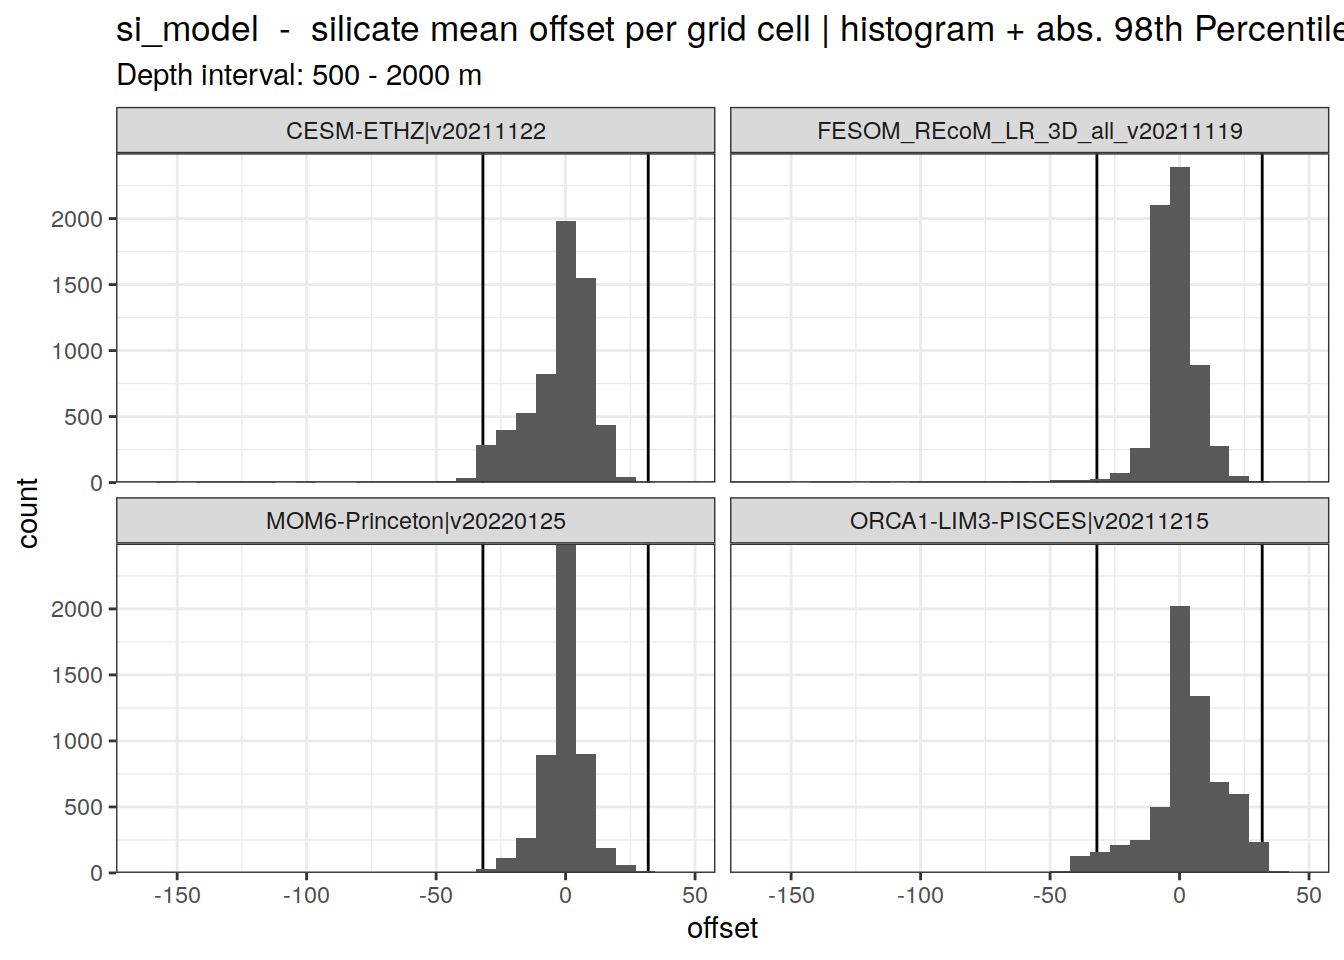 si_model - silicate mean offset per grid cell | histogram + abs. 98th Percentile
Depth interval: 500 - 2000 m
CESM-ETHZ|v20211122
FESOM_REcoM_LR_3D_all_v20211119
2000
1500
1000
500
0
count
MOM6-Princeton|v20220125
ORCA1-LIM3-PISCES|v20211215
2000
1500
1000
500
0
-150 -100 -50 0 50
-150 -100 -50 0 50
offset